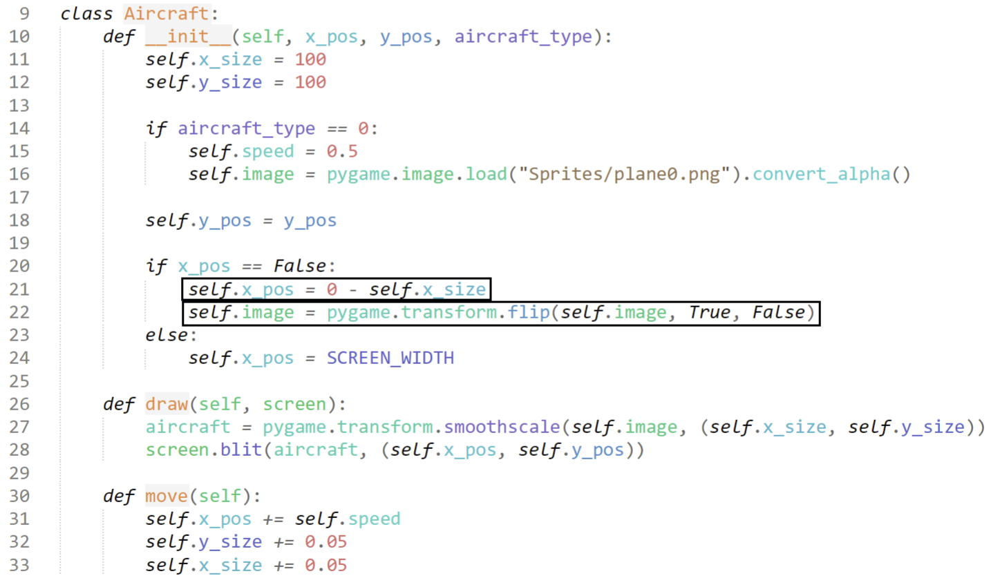 9 class Aircraft:
10     def __init__(self, x_pos, y_pos, aircraft_type):
11         self.x_size = 100
12         self.y_size = 100
13
14         if aircraft_type == 0:
15             self.speed = 0.5
16             self.image = pygame.image.load("Sprites/plane0.png").convert_alpha()
17
18         self.y_pos = y_pos
19
20         if x_pos == False:
21             self.x_pos = 0 - self.x_size
22             self.image = pygame.transform.flip(self.image, True, False)
23         else:
24             self.x_pos = SCREEN_WIDTH
25
26     def draw(self, screen):
27         aircraft = pygame.transform.smoothscale(self.image, (self.x_size, self.y_size))
28         screen.blit(aircraft, (self.x_pos, self.y_pos))
29
30     def move(self):
31         self.x_pos += self.speed
32         self.y_size += 0.05
33         self.x_size += 0.05